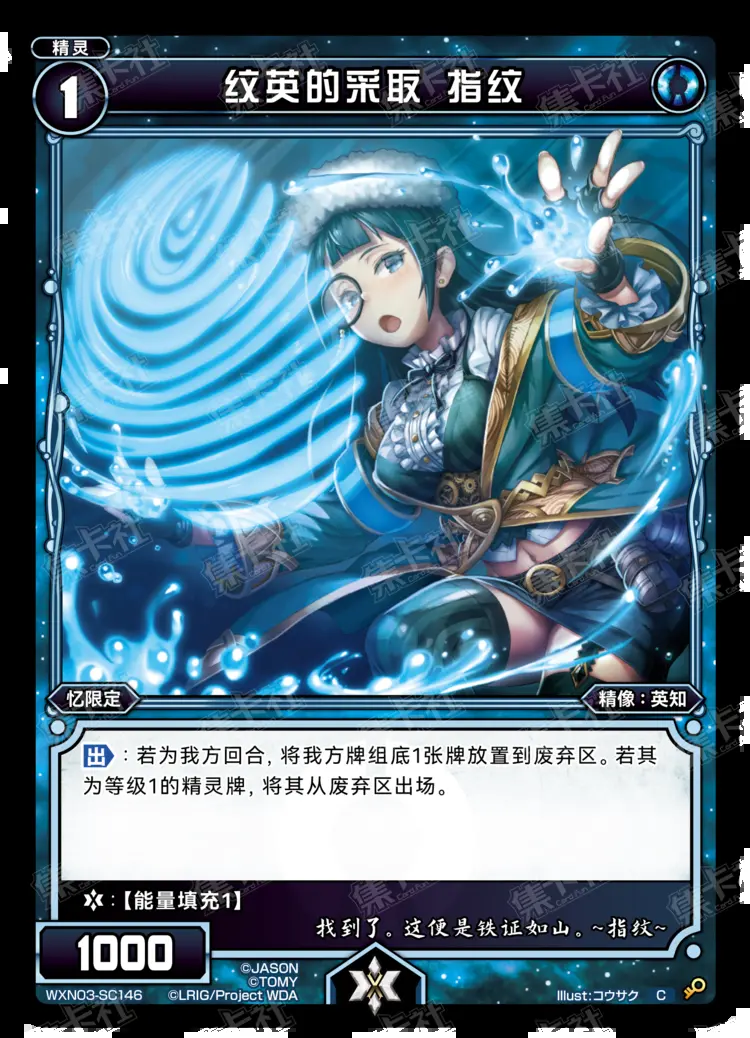 精灵
1
纹英的采取 指纹
忆限定
精像：英知
出：若为我方回合，将我方牌组底1张牌放置到废弃区。若其
为等级1的精灵牌，将其从废弃区出场。
：【能量填充1】
找到了。这便是铁证如山。~指纹~
1000
©JASON
©TOMY
WXN03-SC146 ©LRIG/Project WDA
Illust:コウサク C
集卡社